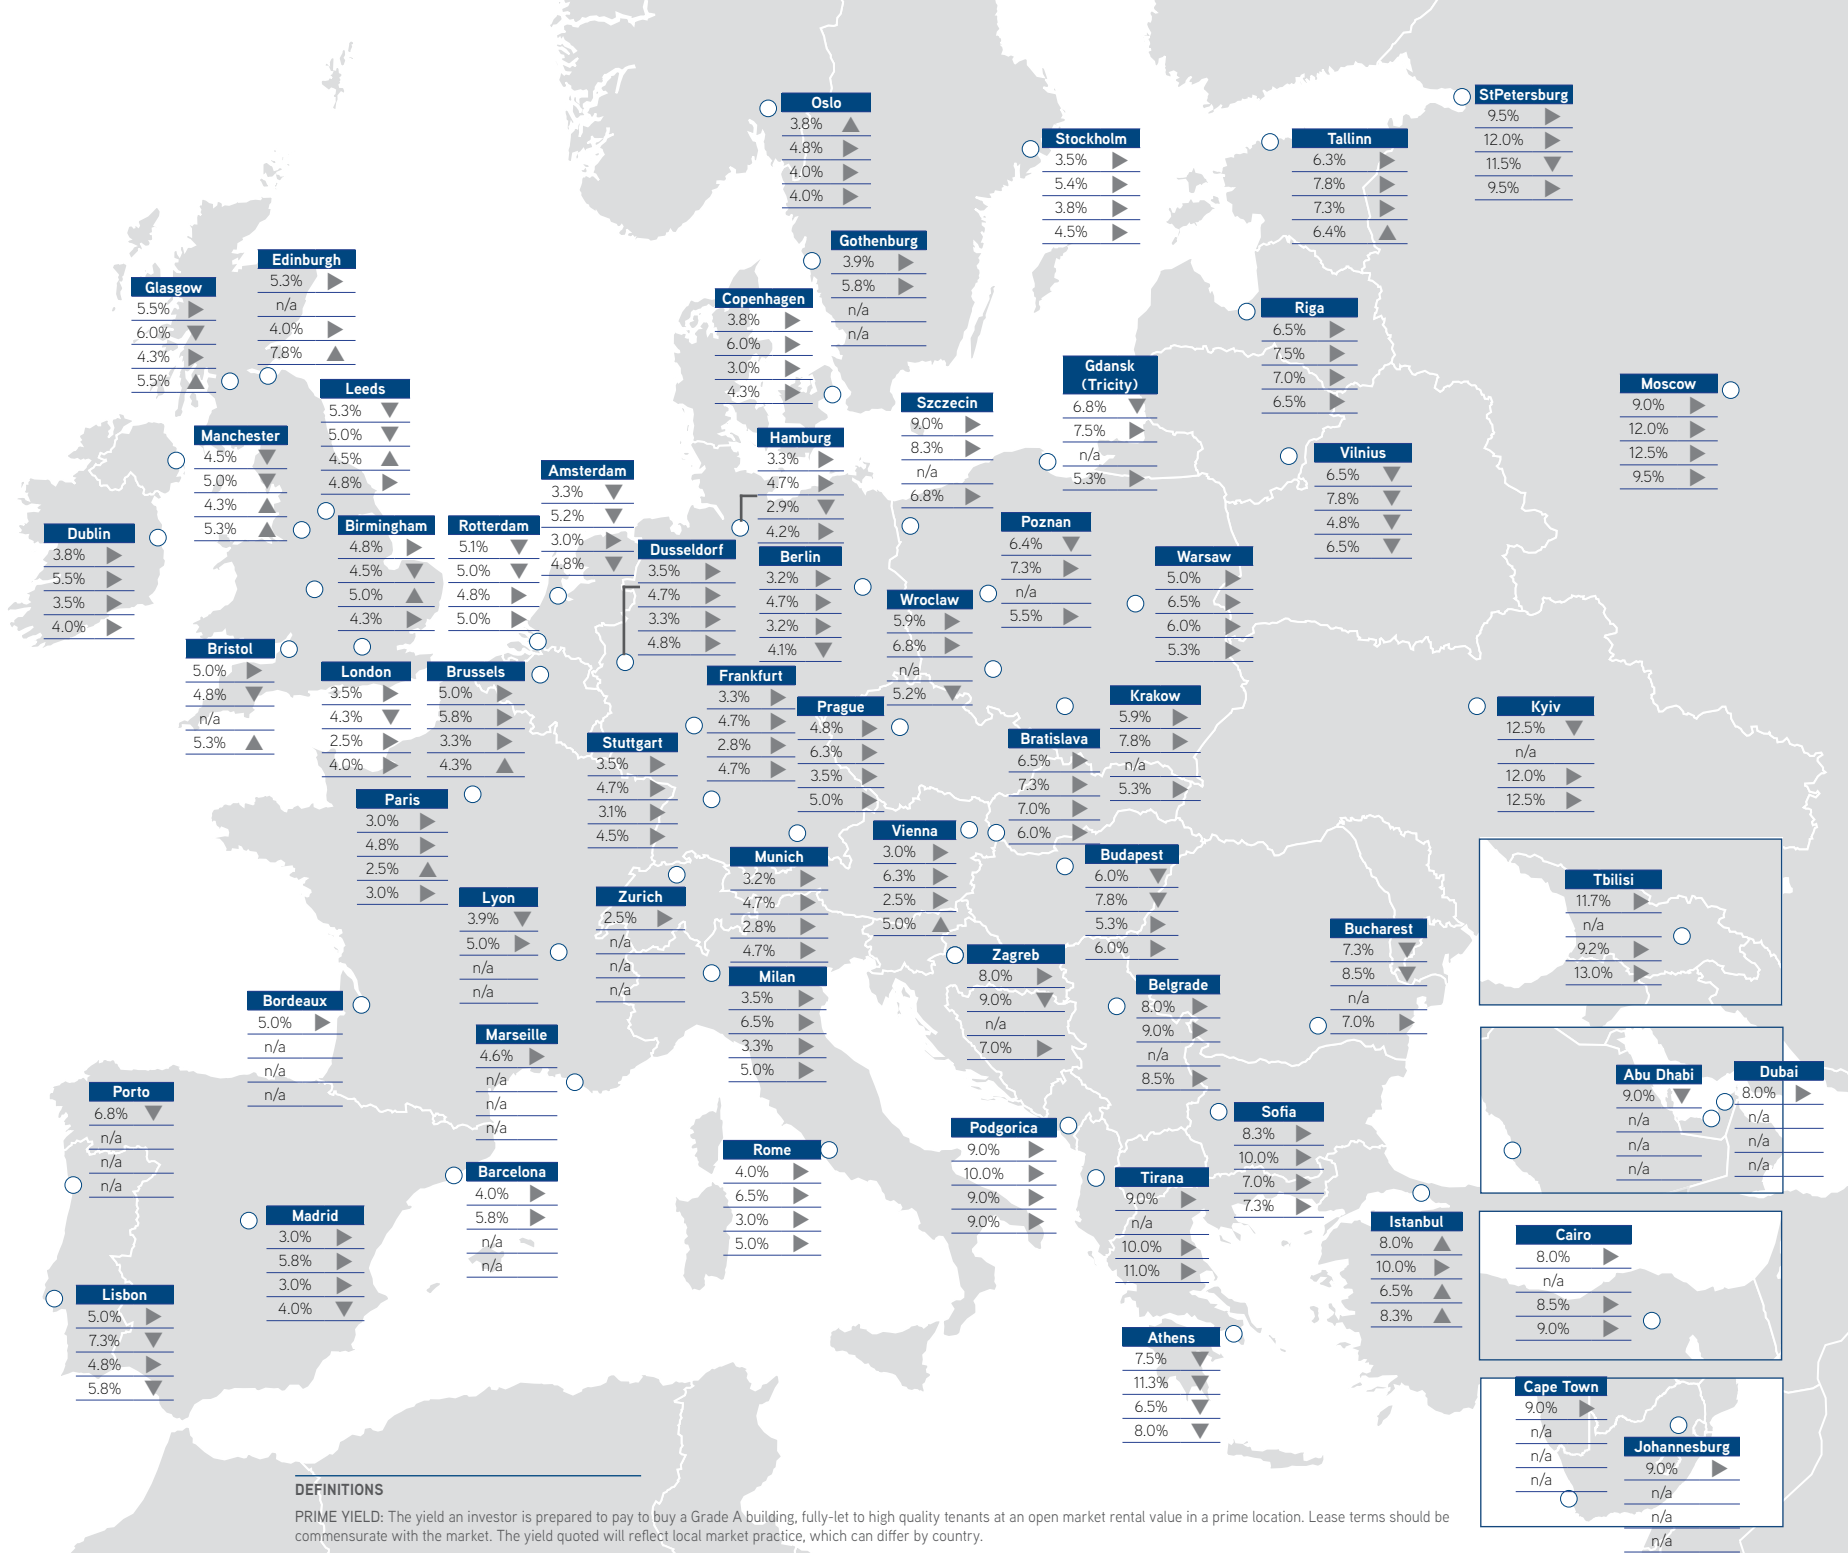 Oslo
3.8%
4.8%
4.0%
4.0%
StPetersburg
9.5%
12.0%
11.5%
9.5%
Stockholm
3.5%
5.4%
3.8%
4.5%
Tallinn
6.3%
7.8%
7.3%
6.4%
Gothenburg
3.9%
5.8%
n/a
n/a
Edinburgh
5.3%
n/a
4.0%
7.8%
Glasgow
5.5%
6.0%
4.3%
5.5%
Copenhagen
3.8%
6.0%
3.0%
4.3%
Riga
6.5%
7.5%
7.0%
6.5%
Gdansk
(Tricity)
6.8%
7.5%
n/a
5.3%
Moscow
9.0%
12.0%
12.5%
9.5%
Leeds
5.3%
5.0%
4.5%
4.8%
Szczecin
9.0%
8.3%
n/a
6.8%
Manchester
4.5%
5.0%
4.3%
5.3%
Hamburg
3.3%
4.7%
2.9%
4.2%
Vilnius
6.5%
7.8%
4.8%
6.5%
Amsterdam
3.3%
5.2%
3.0%
4.8%
Dublin
3.8%
5.5%
3.5%
4.0%
Birmingham
4.8%
4.5%
5.0%
4.3%
Rotterdam
5.1%
5.0%
4.8%
5.0%
Dusseldorf
3.5%
4.7%
3.3%
4.8%
Berlin
3.2%
4.7%
3.2%
4.1%
Poznan
6.4%
7.3%
n/a
5.5%
Warsaw
5.0%
6.5%
6.0%
5.3%
Wroclaw
5.9%
6.8%
n/a
5.2%
Bristol
5.0%
4.8%
n/a
5.3%
London
3.5%
4.3%
2.5%
4.0%
Brussels
5.0%
5.8%
3.3%
4.3%
Frankfurt
3.3%
4.7%
2.8%
4.7%
Prague
4.8%
6.3%
3.5%
5.0%
Krakow
5.9%
7.8%
n/a
5.3%
Kyiv
12.5%
n/a
12.0%
12.5%
Stuttgart
3.5%
4.7%
3.1%
4.5%
Bratislava
6.5%
7.3%
7.0%
6.0%
Paris
3.0%
4.8%
2.5%
3.0%
Vienna
3.0%
6.3%
2.5%
5.0%
Munich
3.2%
4.7%
2.8%
4.7%
Budapest
6.0%
7.8%
5.3%
6.0%
Tbilisi
11.7%
n/a
9.2%
13.0%
Lyon
3.9%
5.0%
n/a
n/a
Zurich
2.5%
n/a
n/a
n/a
Bucharest
7.3%
8.5%
n/a
7.0%
Zagreb
8.0%
9.0%
n/a
7.0%
Milan
3.5%
6.5%
3.3%
5.0%
Belgrade
8.0%
9.0%
n/a
8.5%
Bordeaux
5.0%
n/a
n/a
n/a
Marseille
4.6%
n/a
n/a
n/a
Abu Dhabi
9.0%
n/a
n/a
n/a
Dubai
8.0%
n/a
n/a
n/a
Porto
6.8%
n/a
n/a
n/a
Sofia
8.3%
10.0%
7.0%
7.3%
Podgorica
9.0%
10.0%
9.0%
9.0%
Rome
4.0%
6.5%
3.0%
5.0%
Barcelona
4.0%
5.8%
n/a
n/a
Tirana
9.0%
n/a
10.0%
11.0%
Madrid
3.0%
5.8%
3.0%
4.0%
Istanbul
8.0%
10.0%
6.5%
8.3%
Cairo
8.0%
n/a
8.5%
9.0%
Lisbon
5.0%
7.3%
4.8%
5.8%
Athens
7.5%
11.3%
6.5%
8.0%
Cape Town
9.0%
n/a
n/a
n/a
Johannesburg
9.0%
n/a
n/a
n/a
DEFINITIONS
PRIME YIELD: The yield an investor is prepared to pay to buy a Grade A building, fully-let to high quality tenants at an open market rental value in a prime location. Lease terms should be
commensurate with the market. The yield quoted will reflect local market practice, which can differ by country.